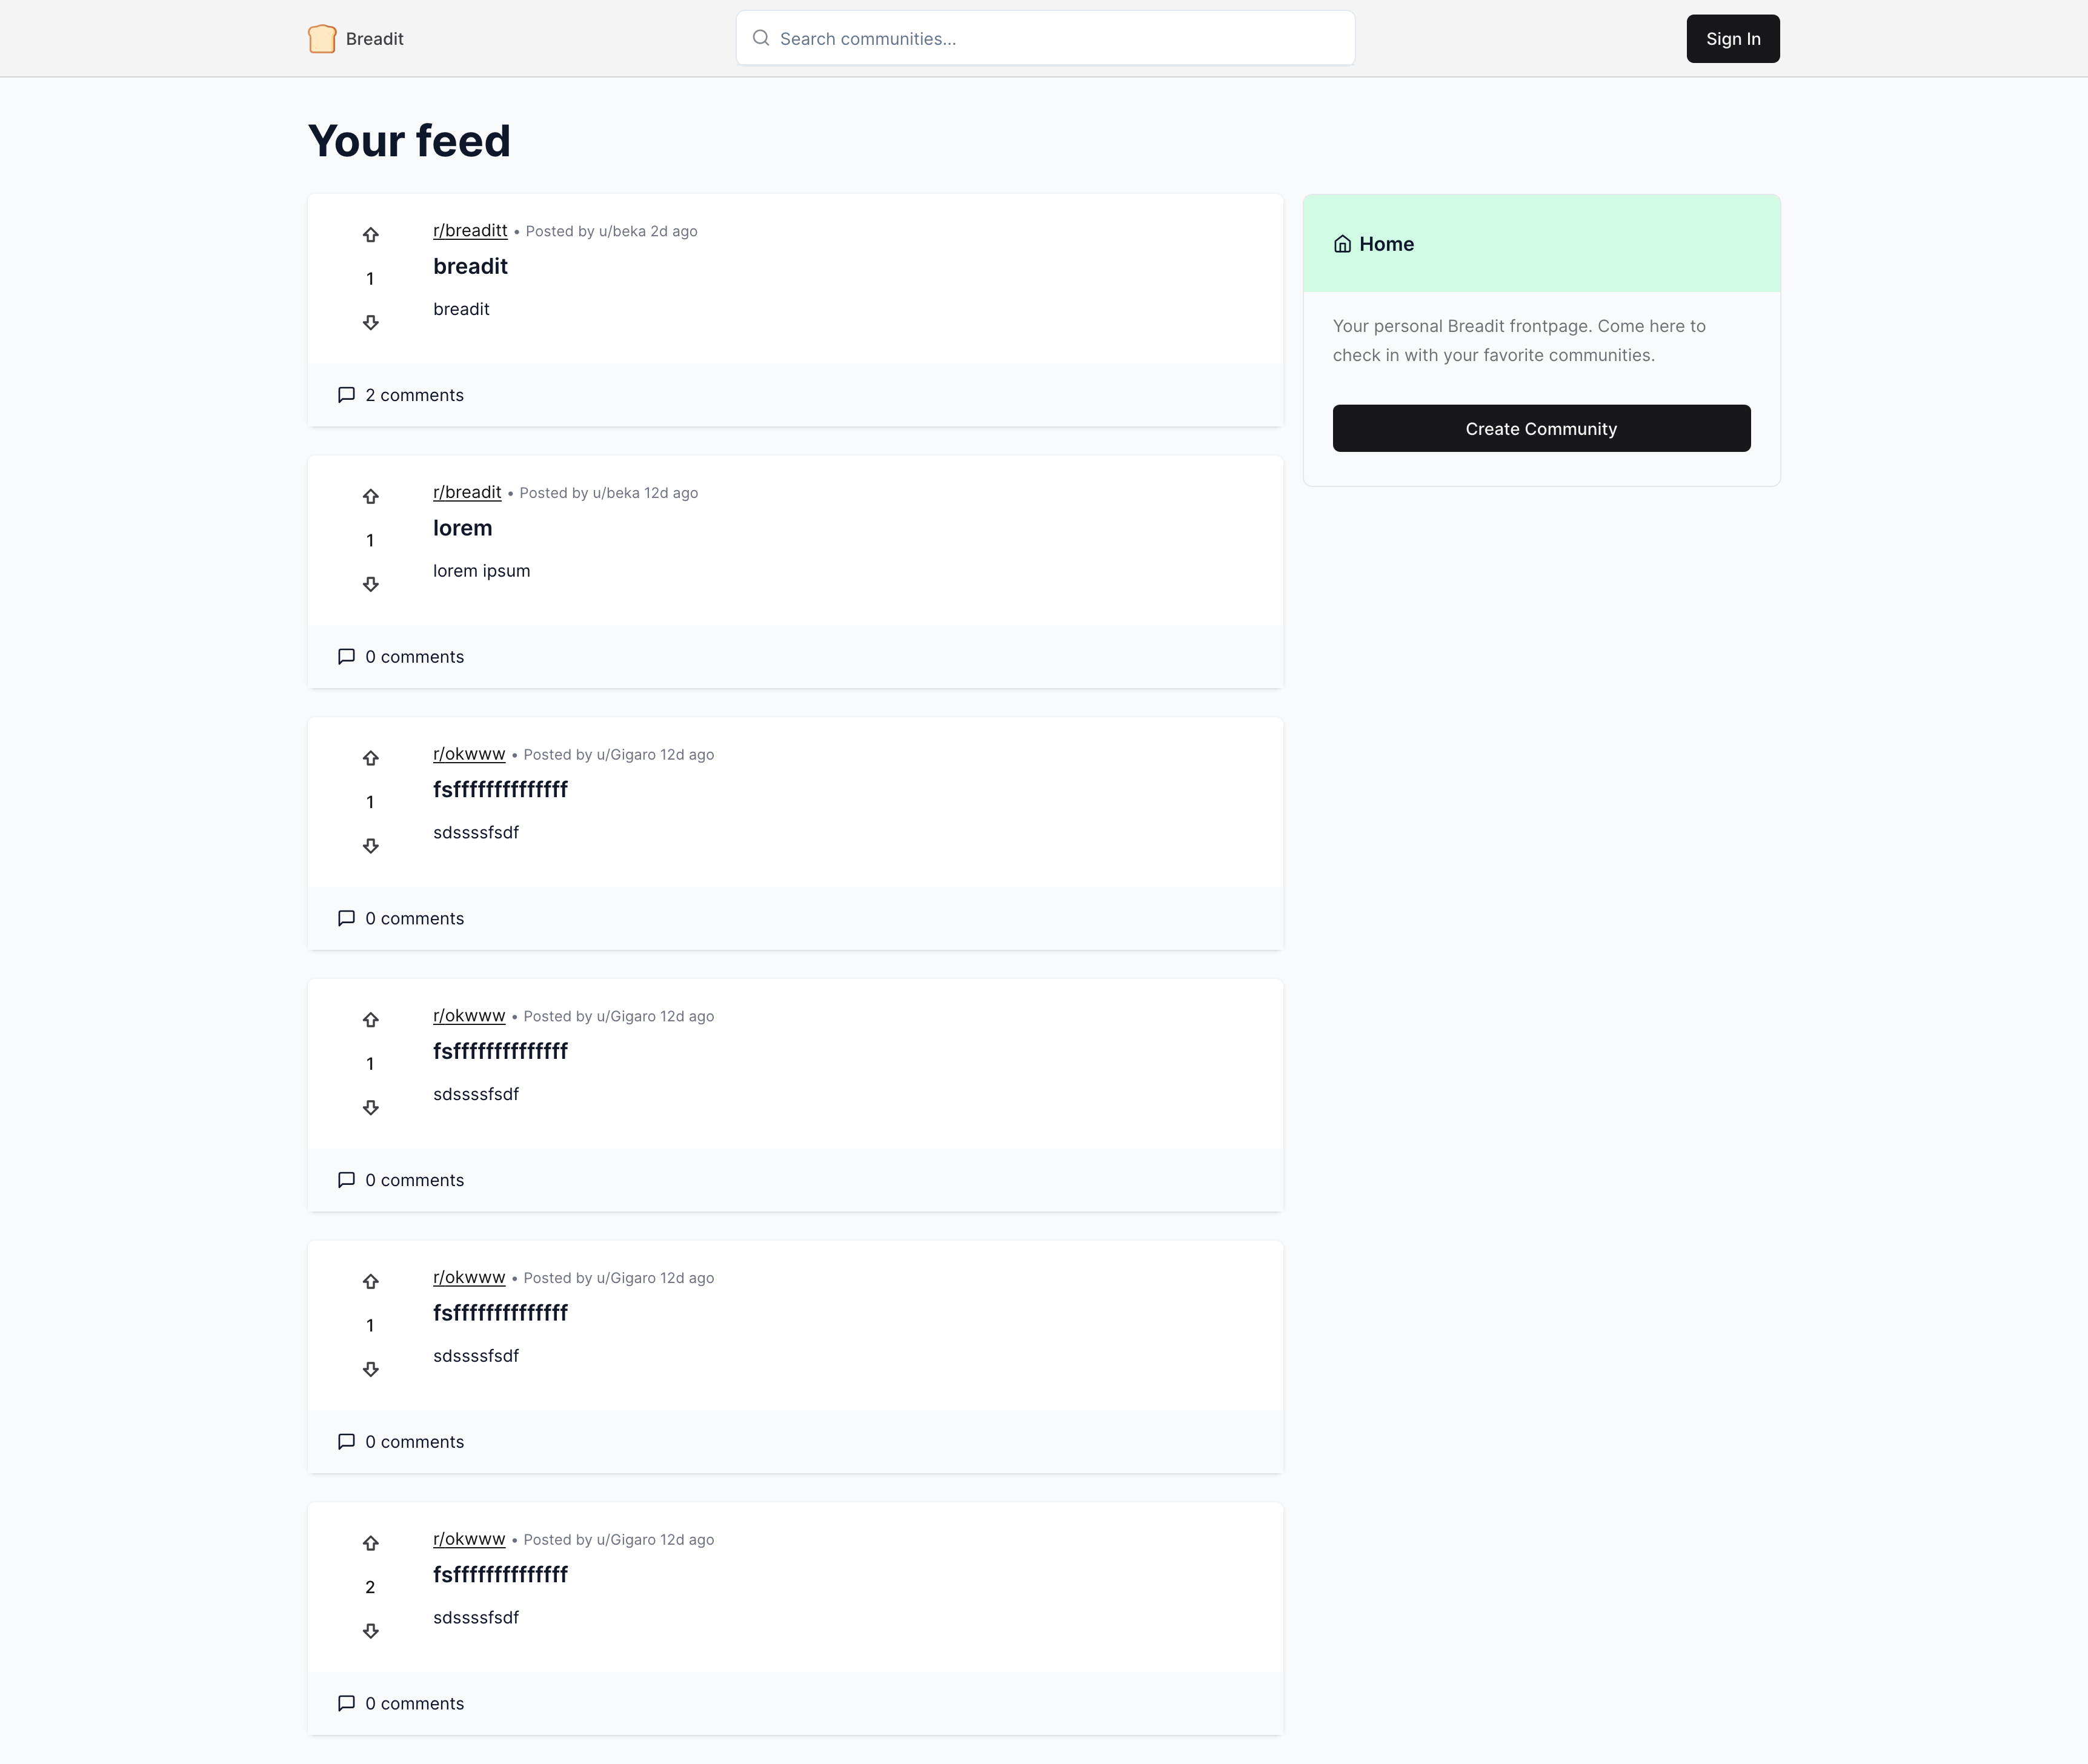 Breadit
Search communities...
Sign In
Your feed
r/breaditt • Posted by u/beka 2d ago
1
breadit
breadit
2 comments
Home
Your personal Breadit frontpage. Come here to
check in with your favorite communities.
Create Community
r/breadit • Posted by u/beka 12d ago
1
lorem
lorem ipsum
0 comments
r/okwww • Posted by u/Gigaro 12d ago
1
fsffffffffffffff
sdssssfsdf
0 comments
r/okwww • Posted by u/Gigaro 12d ago
1
fsffffffffffffff
sdssssfsdf
0 comments
r/okwww • Posted by u/Gigaro 12d ago
1
fsffffffffffffff
sdssssfsdf
0 comments
r/okwww • Posted by u/Gigaro 12d ago
2
fsffffffffffffff
sdssssfsdf
0 comments